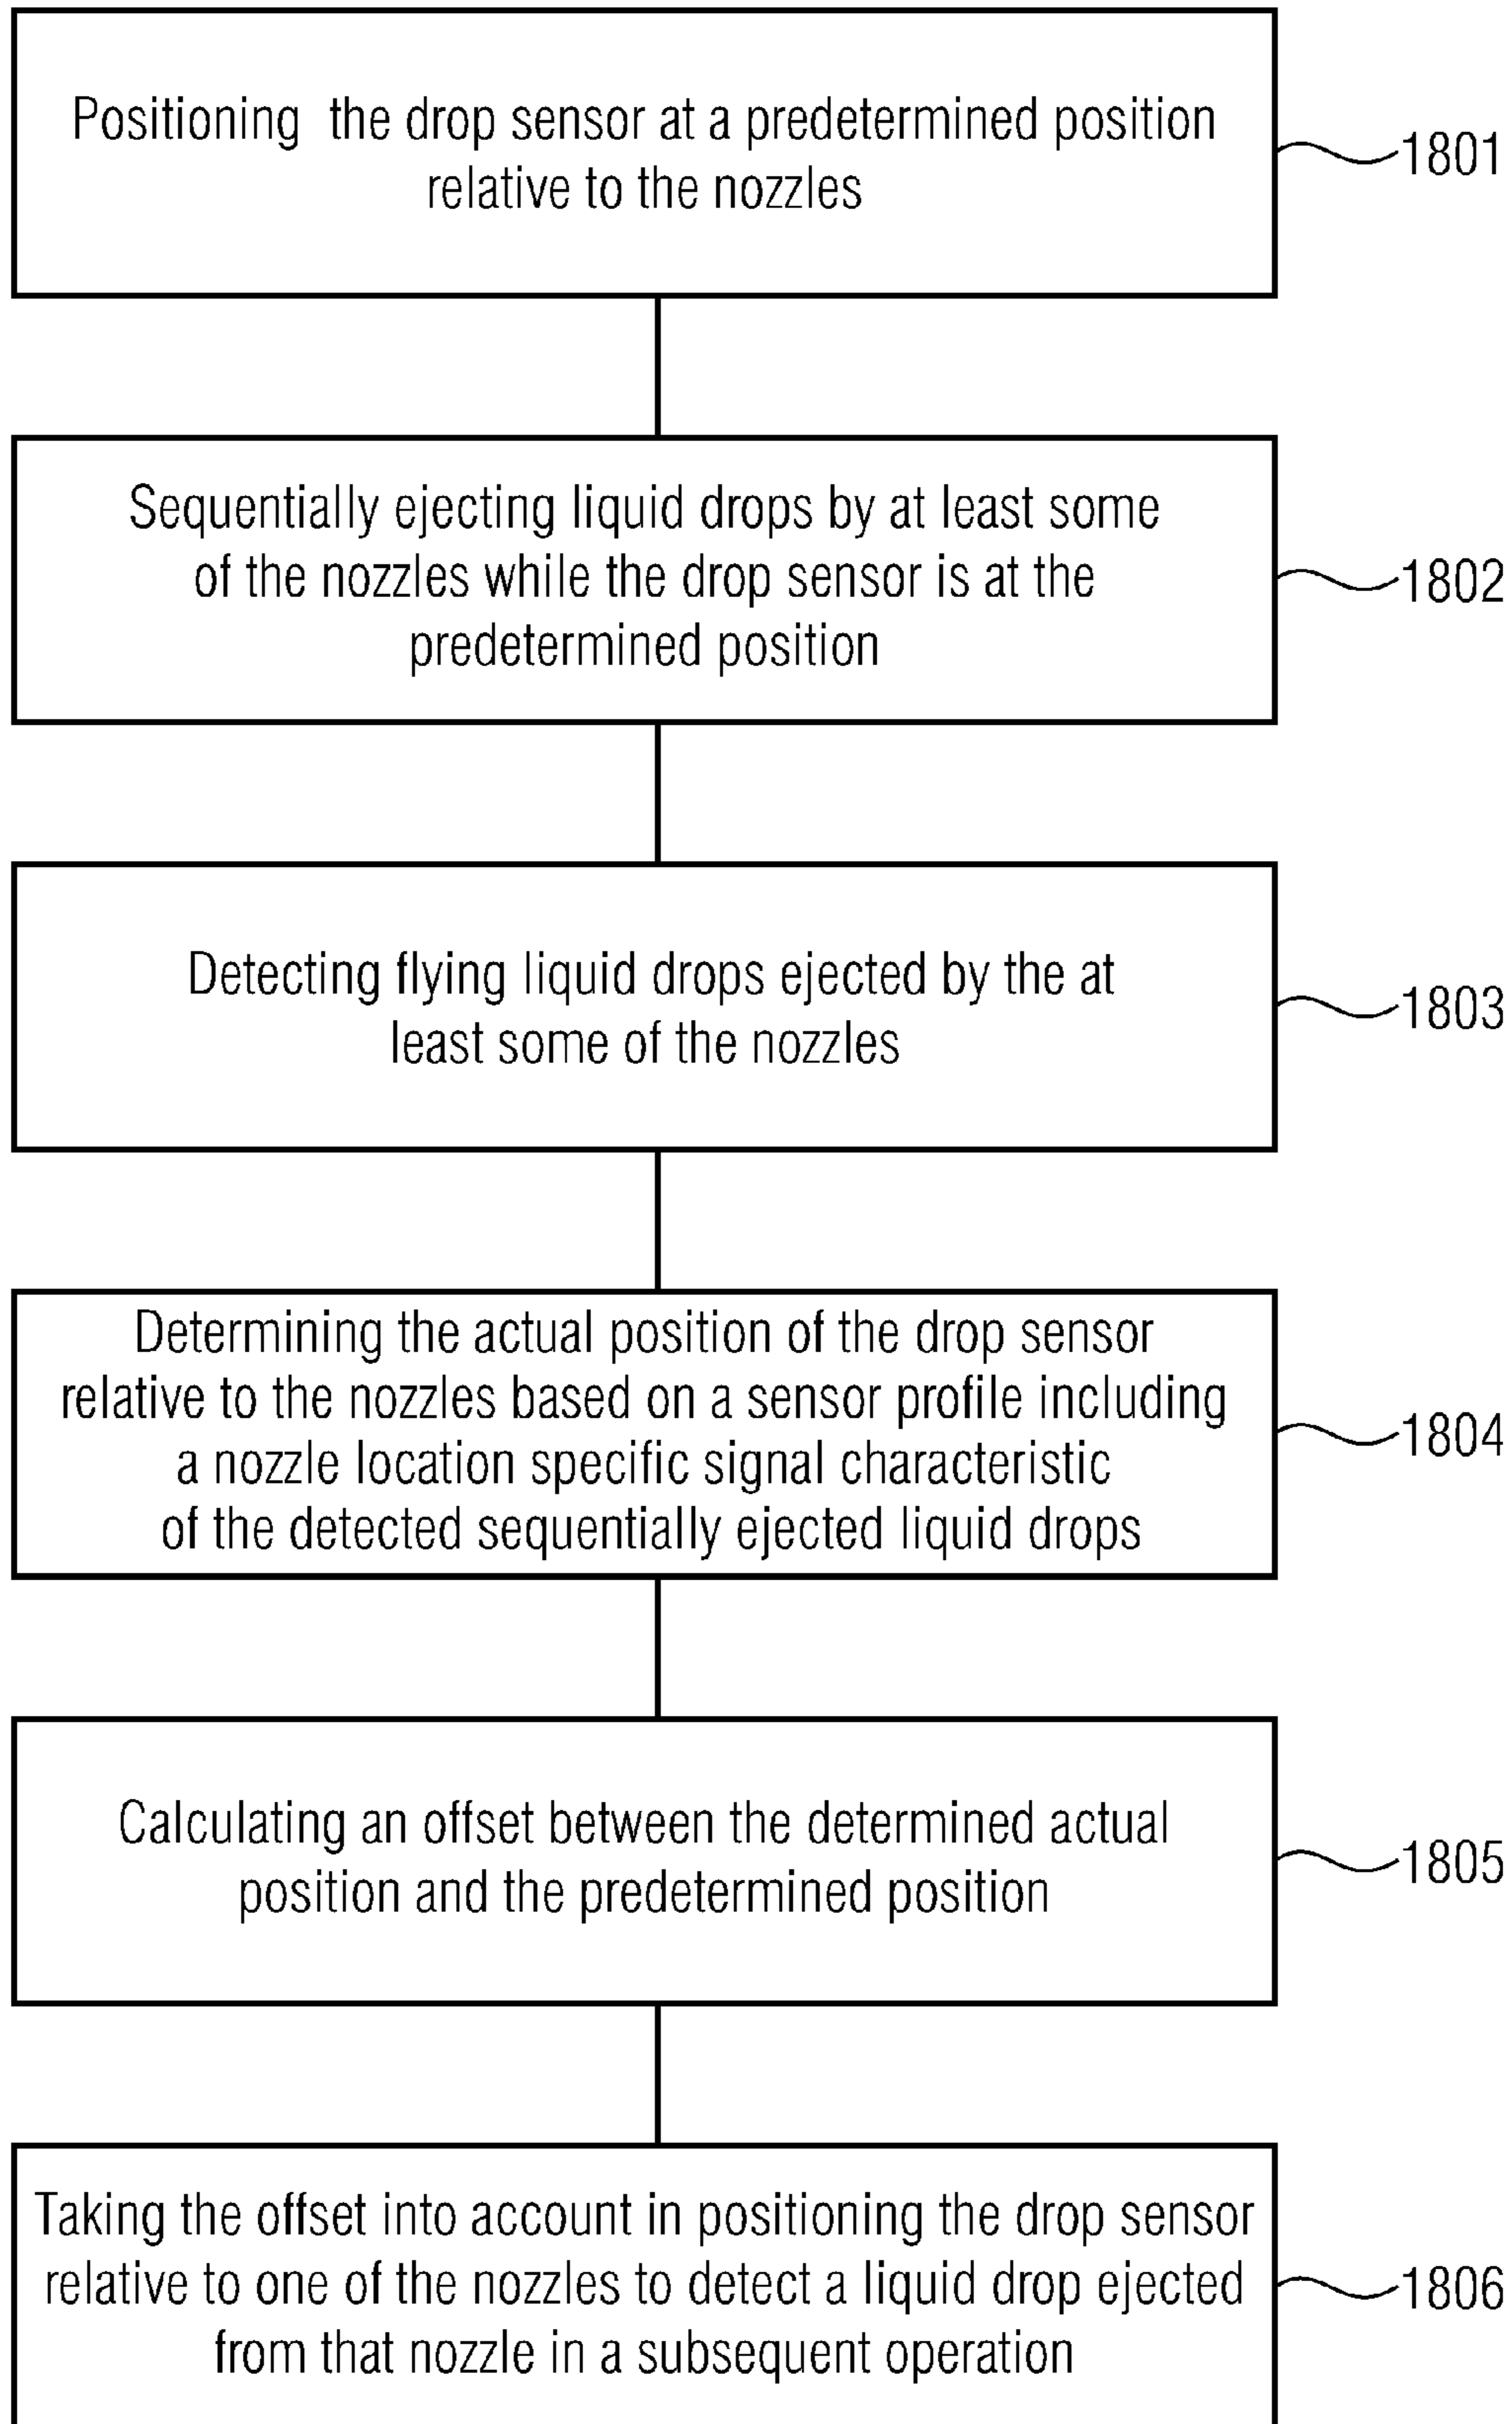 Positioning the drop sensor at a predetermined position
relative to the nozzles
1801
Sequentially ejecting liquid drops by at least some
of the nozzles while the drop sensor is at the
predetermined position
1802
Detecting flying liquid drops ejected by the at
least some of the nozzles
1803
Determining the actual position of the drop sensor
relative to the nozzles based on a sensor profile including
a nozzle location specific signal characteristic
of the detected sequentially ejected liquid drops
1804
Calculating an offset between the determined actual
position and the predetermined position
1805
Taking the offset into account in positioning the drop sensor
relative to one of the nozzles to detect a liquid drop ejected
from that nozzle in a subsequent operation
1806